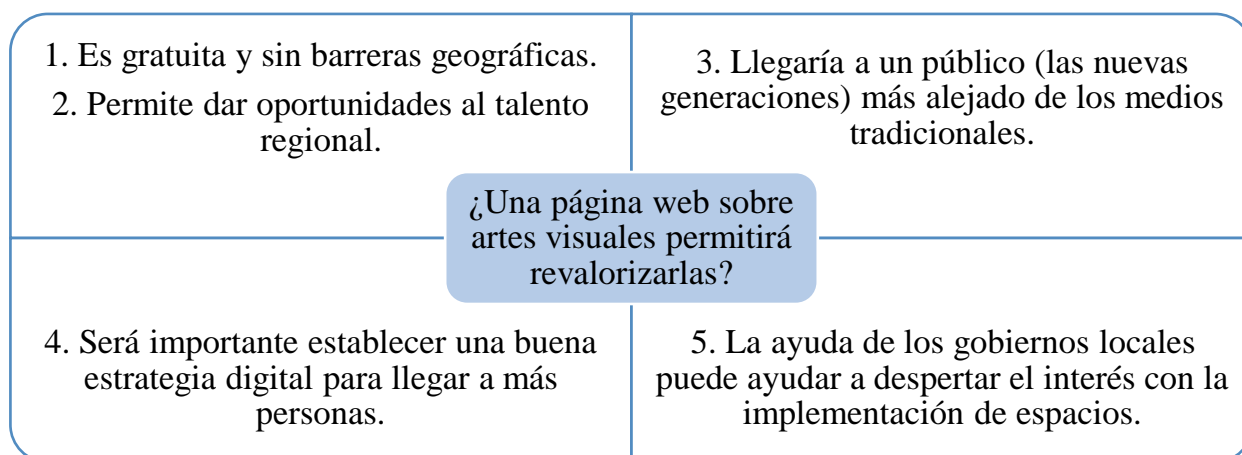 1. Es gratuita y sin barreras geográficas.
2. Permite dar oportunidades al talento
regional.
3. Llegaría a un público (las nuevas
generaciones) más alejado de los medios
tradicionales.
¿Una página web sobre
artes visuales permitirá
revalorizarlas?
4. Será importante establecer una buena
estrategia digital para llegar a más
personas.
5. La ayuda de los gobiernos locales
puede ayudar a despertar el interés con la
implementación de espacios.